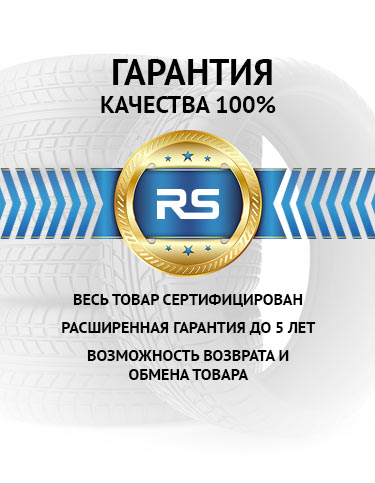 ГАРАНТИЯ
КАЧЕСТВА 100%
RS
ВЕСЬ ТОВАР СЕРТИФИЦИРОВАН
РАСШИРЕННАЯ ГАРАНТИЯ ДО 5 ЛЕТ
ВОЗМОЖНОСТЬ ВОЗВРАТА И
ОБМЕНА ТОВАРА